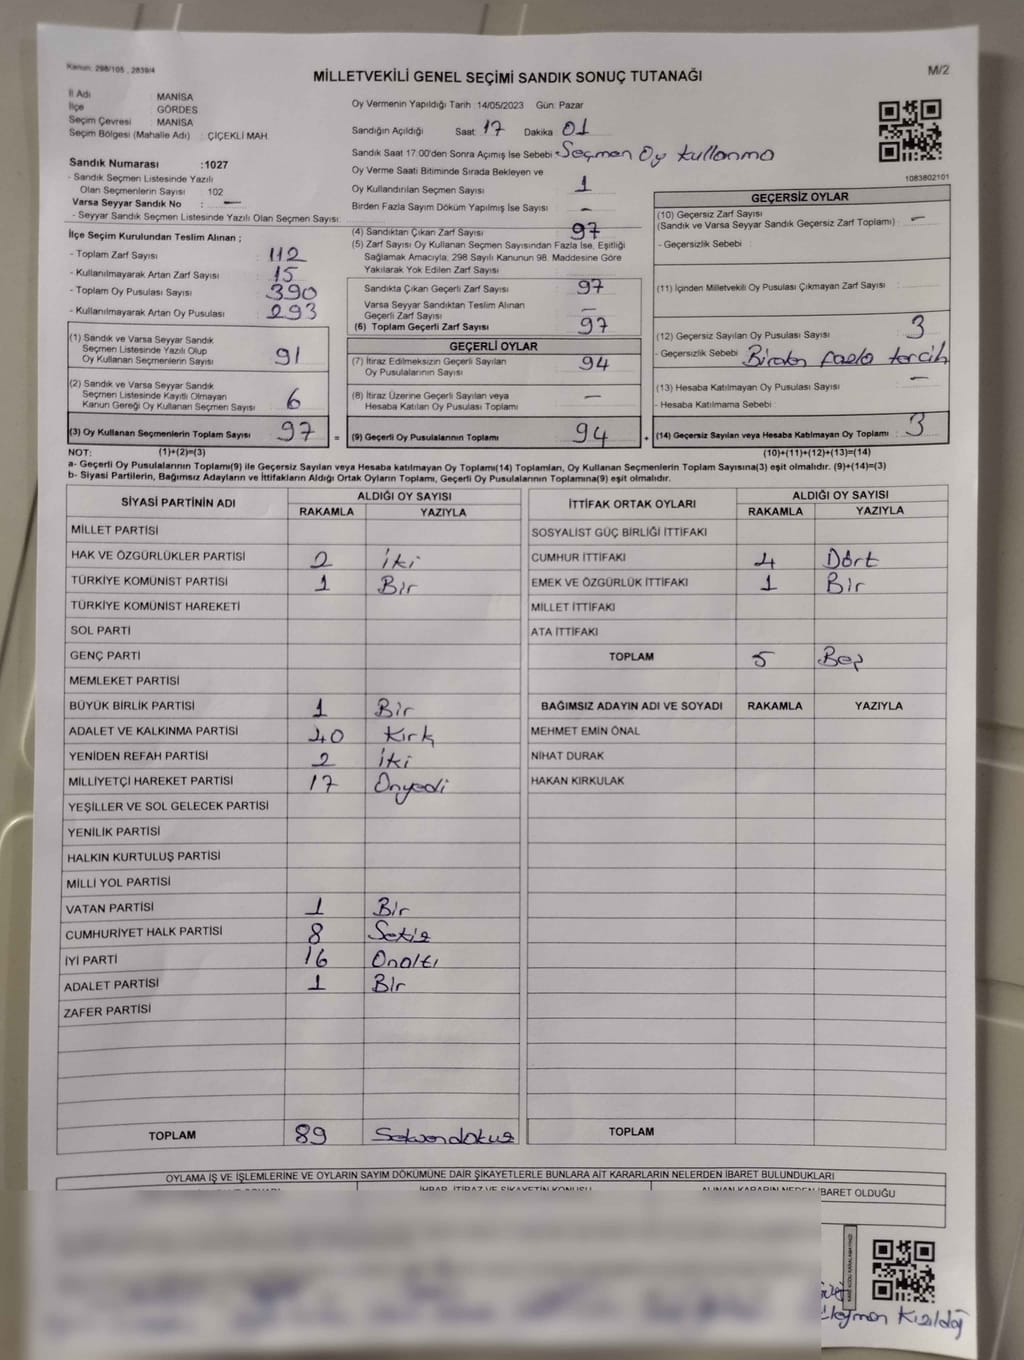 Kanun: 298/105 , 2839/4
MİLLETVEKİLİ GENEL SEÇİMİ SANDIK SONUÇ TUTANAĞI
M/2
İl Adı MANİSA
İlçe GÖRDES
Seçim Çevresi MANİSA
Seçim Bölgesi (Mahalle Adı) : ÇİÇEKLİ MAH.
Sandık Numarası :1027
- Sandık Seçmen Listesinde Yazılı
Olan Seçmenlerin Sayısı : 102
Varsa Seyyar Sandık No : —
- Seyyar Sandık Seçmen Listesinde Yazılı Olan Seçmen Sayısı:
Oy Vermenin Yapıldığı Tarih :14/05/2023 Gün: Pazar
Sandığın Açıldığı Saat: 17 Dakika: 01
Sandık Saat 17:00'den Sonra Açımış İse Sebebi : Seçmen Oy kullanma
Oy Verme Saati Bitiminde Sırada Bekleyen ve
Oy Kullandırılan Seçmen Sayısı 1
Birden Fazla Sayım Döküm Yapılmış İse Sayısı –
1083802101
İlçe Seçim Kurulundan Teslim Alınan ;
- Toplam Zarf Sayısı : 112
- Kullanılmayarak Artan Zarf Sayısı : 15
- Toplam Oy Pusulası Sayısı : 390
- Kullanılmayarak Artan Oy Pusulası : 293
(1) Sandık ve Varsa Seyyar Sandık
Seçmen Listesinde Yazılı Olup
Oy Kullanan Seçmenlerin Sayısı : 91
(2) Sandık ve Varsa Seyyar Sandık
Seçmen Listesinde Kayıtlı Olmayan
Kanun Gereği Oy Kullanan Seçmen Sayısı : 6
(3) Oy Kullanan Seçmenlerin Toplam Sayısı : 97
(4) Sandıktan Çıkan Zarf Sayısı : 97
(5) Zarf Sayısı Oy Kullanan Seçmen Sayısından Fazla İse, Eşitliği
Sağlamak Amacıyla, 298 Sayılı Kanunun 98. Maddesine Göre
Yakılarak Yok Edilen Zarf Sayısı :
Sandıkta Çıkan Geçerli Zarf Sayısı : 97
Varsa Seyyar Sandıktan Teslim Alınan
Geçerli Zarf Sayısı : –
(6) Toplam Geçerli Zarf Sayısı : 97
GEÇERLİ OYLAR
(7) İtiraz Edilmeksizin Geçerli Sayılan
Oy Pusulalarının Sayısı : 94
(8) İtiraz Üzerine Geçerli Sayılan veya
Hesaba Katılan Oy Pusulası Toplamı : –
= (9) Geçerli Oy Pusulalarının Toplamı : 94
GEÇERSİZ OYLAR
(10) Geçersiz Zarf Sayısı
(Sandık ve Varsa Seyyar Sandık Geçersiz Zarf Toplamı) : –
- Geçersizlik Sebebi :
(11) İçinden Milletvekili Oy Pusulası Çıkmayan Zarf Sayısı :
(12) Geçersiz Sayılan Oy Pusulası Sayısı : 3
- Geçersizlik Sebebi : Birden fazla tercih
(13) Hesaba Katılmayan Oy Pusulası Sayısı : –
- Hesaba Katılmama Sebebi :
+ (14) Geçersiz Sayılan veya Hesaba Katılmayan Oy Toplamı : 3
NOT: (1)+(2)=(3) (10)+(11)+(12)+(13)=(14)
a- Geçerli Oy Pusulalarının Toplamı(9) ile Geçersiz Sayılan veya Hesaba katılmayan Oy Toplamı(14) Toplamları, Oy Kullanan Seçmenlerin Toplam Sayısına(3) eşit olmalıdır. (9)+(14)=(3)
b- Siyasi Partilerin, Bağımsız Adayların ve İttifakların Aldığı Ortak Oyların Toplamı, Geçerli Oy Pusulalarının Toplamına(9) eşit olmalıdır.
SİYASİ PARTİNİN ADI ALDIĞI OY SAYISI
RAKAMLA YAZIYLA
MİLLET PARTİSİ
HAK VE ÖZGÜRLÜKLER PARTİSİ 2 İki
TÜRKİYE KOMÜNİST PARTİSİ 1 Bir
TÜRKİYE KOMÜNİST HAREKETİ
SOL PARTİ
GENÇ PARTİ
MEMLEKET PARTİSİ
BÜYÜK BİRLİK PARTİSİ 1 Bir
ADALET VE KALKINMA PARTİSİ 40 Kırk
YENİDEN REFAH PARTİSİ 2 İki
MİLLİYETÇİ HAREKET PARTİSİ 17 Onyedi
YEŞİLLER VE SOL GELECEK PARTİSİ
YENİLİK PARTİSİ
HALKIN KURTULUŞ PARTİSİ
MİLLİ YOL PARTİSİ
VATAN PARTİSİ 1 Bir
CUMHURİYET HALK PARTİSİ 8 Sekiz
İYİ PARTİ 16 Onaltı
ADALET PARTİSİ 1 Bir
ZAFER PARTİSİ
TOPLAM 89 Seksendokuz
İTTİFAK ORTAK OYLARI ALDIĞI OY SAYISI
RAKAMLA YAZIYLA
SOSYALİST GÜÇ BİRLİĞİ İTTİFAKI
CUMHUR İTTİFAKI 4 Dört
EMEK VE ÖZGÜRLÜK İTTİFAKI 1 Bir
MİLLET İTTİFAKI
ATA İTTİFAKI
TOPLAM 5 Beş
BAĞIMSIZ ADAYIN ADI VE SOYADI RAKAMLA YAZIYLA
MEHMET EMİN ÖNAL
NİHAT DURAK
HAKAN KIRKULAK
TOPLAM
OYLAMA İŞ VE İŞLEMLERİNE VE OYLARIN SAYIM DÖKÜMÜNE DAİR ŞİKAYETLERLE BUNLARA AİT KARARLARIN NELERDEN İBARET BULUNDUKLARI
İHBAR, İTİRAZ VE ŞİKAYETİN KONUSU ALINAN KARARIN NEDEN İBARET OLDUĞU
Kızıldağ